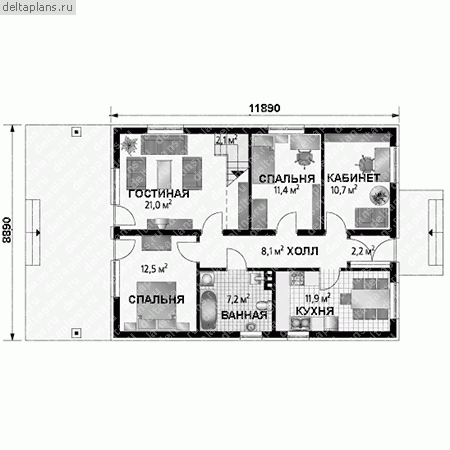 deltaplans.ru
11890
8890
2,1 м²
ГОСТИНАЯ
21,0 м²
СПАЛЬНЯ
11,4 м²
КАБИНЕТ
10,7 м²
8,1 м² ХОЛЛ
2,2 м²
12,5 м²
СПАЛЬНЯ
7,2 м²
ВАННАЯ
11,9 м²
КУХНЯ